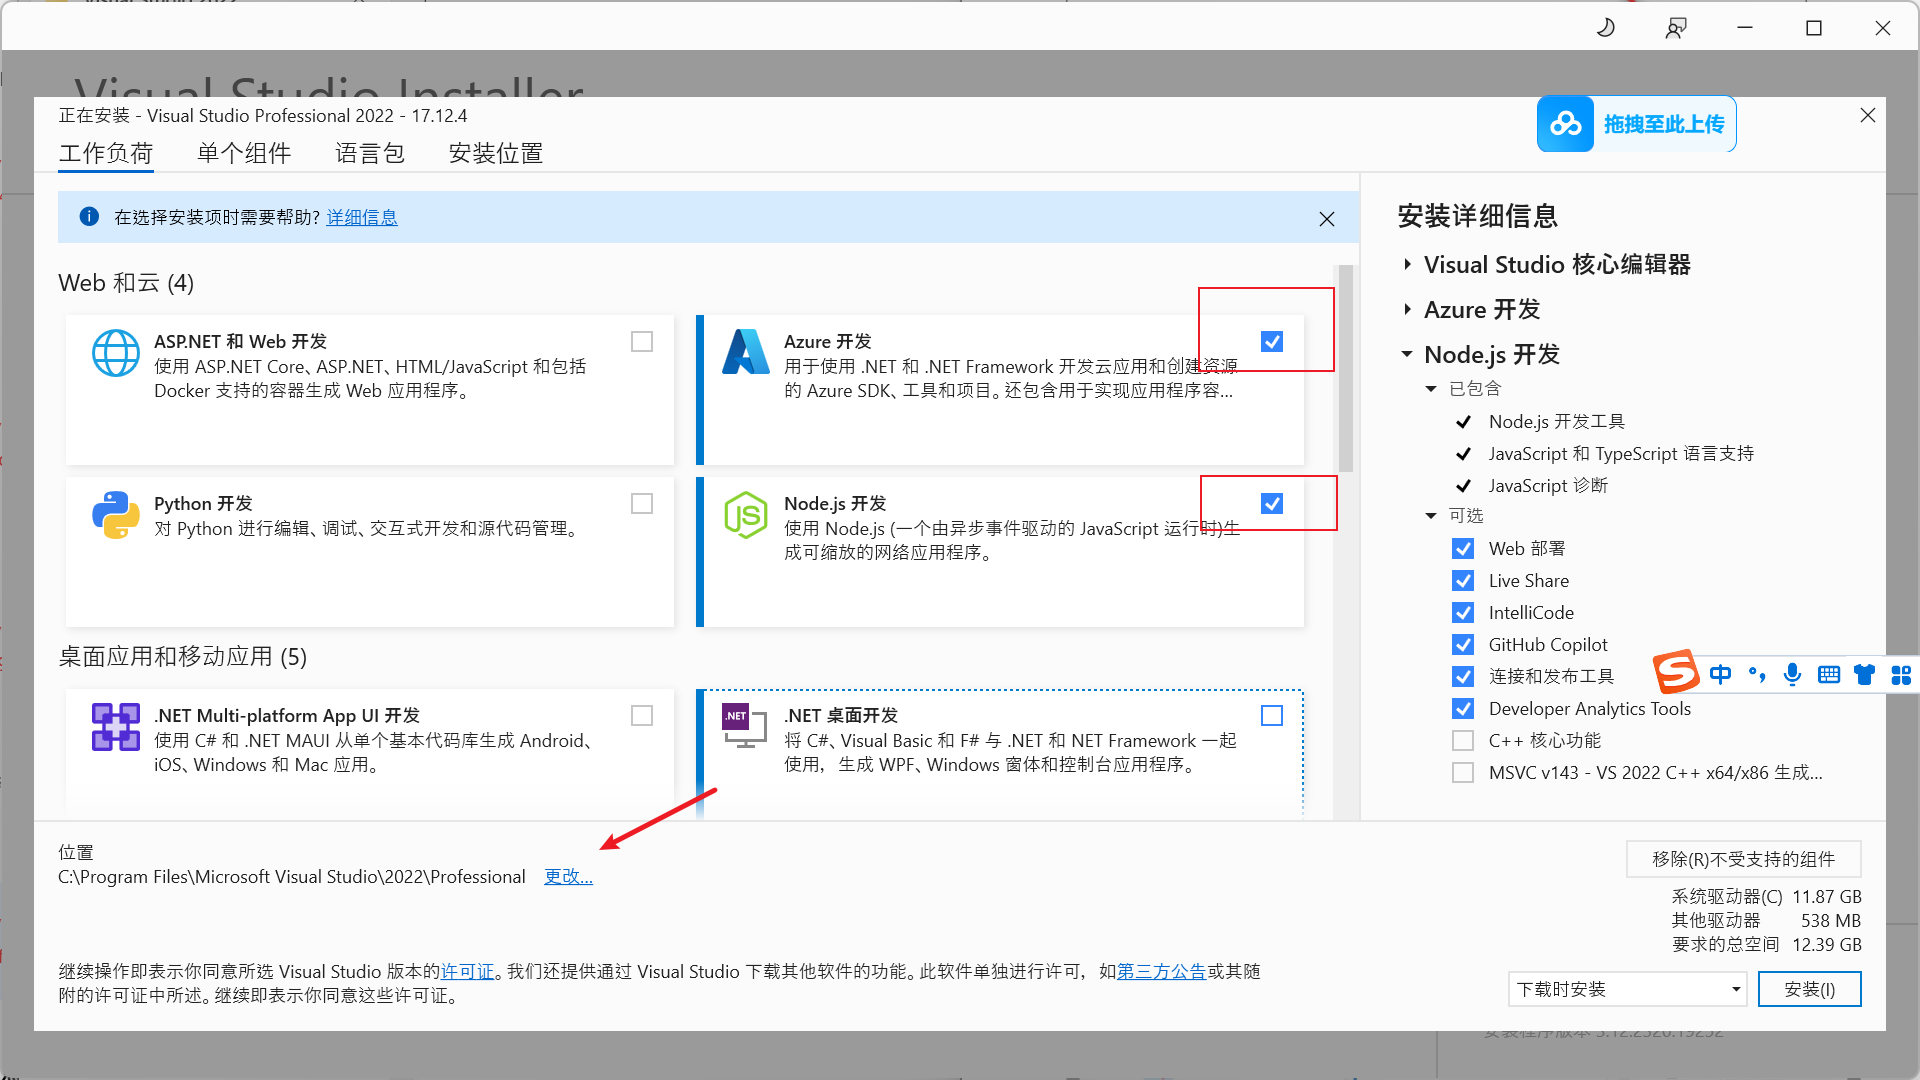 Visual Studio Installer
正在安装 - Visual Studio Professional 2022 - 17.12.4
拖拽至此上传
工作负荷 单个组件 语言包 安装位置
在选择安装项时需要帮助? 详细信息
Web 和云 (4)
ASP.NET 和 Web 开发
使用 ASP.NET Core、ASP.NET、HTML/JavaScript 和包括
Docker 支持的容器生成 Web 应用程序。
Azure 开发
用于使用 .NET 和 .NET Framework 开发云应用和创建资源
的 Azure SDK、工具和项目。还包含用于实现应用程序容...
Python 开发
对 Python 进行编辑、调试、交互式开发和源代码管理。
JS
Node.js 开发
使用 Node.js (一个由异步事件驱动的 JavaScript 运行时)生
成可缩放的网络应用程序。
桌面应用和移动应用 (5)
.NET Multi-platform App UI 开发
使用 C# 和 .NET MAUI 从单个基本代码库生成 Android、
iOS、Windows 和 Mac 应用。
.NET
.NET 桌面开发
将 C#、Visual Basic 和 F# 与 .NET 和 NET Framework 一起
使用，生成 WPF、Windows 窗体和控制台应用程序。
安装详细信息
Visual Studio 核心编辑器
Azure 开发
Node.js 开发
已包含
Node.js 开发工具
JavaScript 和 TypeScript 语言支持
JavaScript 诊断
可选
Web 部署
Live Share
IntelliCode
GitHub Copilot
连接和发布工具
Developer Analytics Tools
C++ 核心功能
MSVC v143 - VS 2022 C++ x64/x86 生成...
中
位置
C:\Program Files\Microsoft Visual Studio\2022\Professional 更改...
移除(R)不受支持的组件
系统驱动器(C) 11.87 GB
其他驱动器 538 MB
要求的总空间 12.39 GB
继续操作即表示你同意所选 Visual Studio 版本的许可证。我们还提供通过 Visual Studio 下载其他软件的功能。此软件单独进行许可，如第三方公告或其随
附的许可证中所述。继续即表示你同意这些许可证。
下载时安装
安装(I)